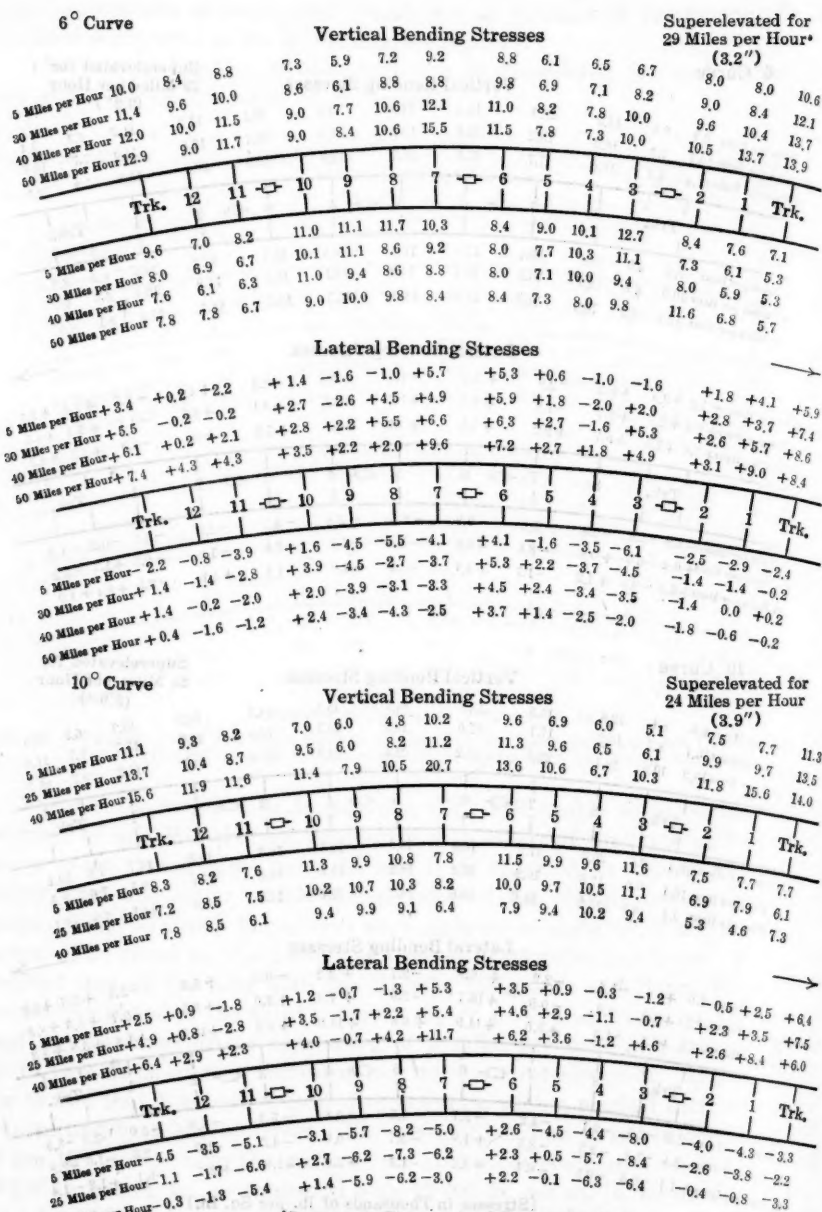 6° Curve
Vertical Bending Stresses
Superelevated for
29 Miles per Hour
(3.2")
5 Miles per Hour 10.0 8.4 8.8 7.3 5.9 7.2 9.2 8.8 6.1 6.5 6.7 8.0 8.0 10.6
30 Miles per Hour 11.4 9.6 10.0 8.6 6.1 8.8 8.8 9.8 6.9 7.1 8.2 9.0 8.4 12.1
40 Miles per Hour 12.0 10.0 11.5 9.0 7.7 10.6 12.1 11.0 8.2 7.8 10.0 9.6 10.4 13.7
50 Miles per Hour 12.9 9.0 11.7 9.0 8.4 10.6 15.5 11.5 7.8 7.3 10.0 10.5 13.7 13.9
Trk. 12 11 10 9 8 7 6 5 4 3 2 1 Trk.
5 Miles per Hour 9.6 7.0 8.2 11.0 11.1 11.7 10.3 8.4 9.0 10.1 12.7 8.4 7.6 7.1
30 Miles per Hour 8.0 6.9 6.7 10.1 11.1 8.6 9.2 8.0 7.7 10.3 11.1 7.3 6.1 5.3
40 Miles per Hour 7.6 6.1 6.3 11.0 9.4 8.6 8.8 8.0 7.1 10.0 9.4 8.0 5.9 5.3
50 Miles per Hour 7.8 7.8 6.7 9.0 10.0 9.8 8.4 8.4 7.3 8.0 9.8 11.6 6.8 5.7
Lateral Bending Stresses
5 Miles per Hour + 3.4 +0.2 -2.2 + 1.4 -1.6 -1.0 +5.7 +5.3 +0.6 -1.0 -1.6 +1.8 +4.1 +5.9
30 Miles per Hour + 5.5 -0.2 -0.2 +2.7 -2.6 +4.5 +4.9 +5.9 +1.8 -2.0 +2.0 +2.8 +3.7 +7.4
40 Miles per Hour + 6.1 +0.2 +2.1 +2.8 +2.2 +5.5 +6.6 +6.3 +2.7 -1.6 +5.3 +2.6 +5.7 +8.6
50 Miles per Hour + 7.4 +4.3 +4.3 +3.5 +2.2 +2.0 +9.6 +7.2 +2.7 +1.8 +4.9 +3.1 +9.0 +8.4
Trk. 12 11 10 9 8 7 6 5 4 3 2 1 Trk.
5 Miles per Hour - 2.2 -0.8 -3.9 +1.6 -4.5 -5.5 -4.1 +4.1 -1.6 -3.5 -6.1 -2.5 -2.9 -2.4
30 Miles per Hour + 1.4 -1.4 -2.8 +3.9 -4.5 -2.7 -3.7 +5.3 +2.2 -3.7 -4.5 -1.4 -1.4 -0.2
40 Miles per Hour + 1.4 -0.2 -2.0 +2.0 -3.9 -3.1 -3.3 +4.5 +2.4 -3.4 -3.5 -1.4 0.0 +0.2
50 Miles per Hour + 0.4 -1.6 -1.2 +2.4 -3.4 -4.3 -2.5 +3.7 +1.4 -2.5 -2.0 -1.8 -0.6 -0.2
10° Curve
Vertical Bending Stresses
Superelevated for
24 Miles per Hour
(3.9")
5 Miles per Hour 11.1 9.3 8.2 7.0 6.0 4.8 10.2 9.6 6.9 6.0 5.1 7.5 7.7 11.3
25 Miles per Hour 13.7 10.4 8.7 9.5 6.0 8.2 11.2 11.3 9.6 6.5 6.1 9.9 9.7 13.5
40 Miles per Hour 15.6 11.9 11.6 11.4 7.9 10.5 20.7 13.6 10.6 6.7 10.3 11.8 15.6 14.0
Trk. 12 11 10 9 8 7 6 5 4 3 2 1 Trk.
5 Miles per Hour 8.3 8.2 7.6 11.3 9.9 10.8 7.8 11.5 9.9 9.6 11.6 7.5 7.7 7.7
25 Miles per Hour 7.2 8.5 7.5 10.2 10.7 10.3 8.2 10.0 9.7 10.5 11.1 6.9 7.9 6.1
40 Miles per Hour 7.8 8.5 6.1 9.4 9.9 9.1 6.4 7.9 9.4 10.2 9.4 5.3 4.6 7.3
Lateral Bending Stresses
5 Miles per Hour + 2.5 +0.9 -1.8 +1.2 -0.7 -1.3 +5.3 +3.5 -0.9 -0.3 -1.2 -0.5 +2.5 +6.4
25 Miles per Hour +4.9 +0.8 -2.8 +3.5 -1.7 +2.2 +5.4 +4.6 +2.9 -1.1 -0.7 +2.3 +3.5 +7.5
40 Miles per Hour +6.4 +2.9 +2.3 +4.0 -0.7 +4.2 +11.7 +6.2 +3.6 -1.2 +4.6 +2.6 +8.4 +6.0
Trk. 12 11 10 9 8 7 6 5 4 3 2 1 Trk.
5 Miles per Hour -4.5 -3.5 -5.1 -3.1 -5.7 -8.2 -5.0 +2.6 -4.5 -4.4 -8.0 -4.0 -4.3 -3.3
25 Miles per Hour -1.1 -1.7 -6.6 +2.7 -6.2 -7.3 -6.2 +2.3 +0.5 -5.7 -8.4 -2.6 -3.8 -2.2
Hour -0.3 -1.3 -5.4 +1.4 -5.9 -6.2 -3.0 +2.2 -0.1 -6.3 -6.4 -0.4 -0.8 -3.3